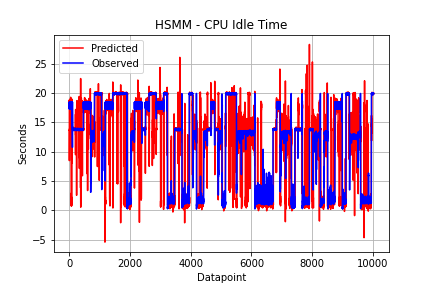 HSMM - CPU Idle Time
Predicted
Observed
Seconds
25
20
15
10
5
0
−5
0
2000
4000
6000
8000
10000
Datapoint